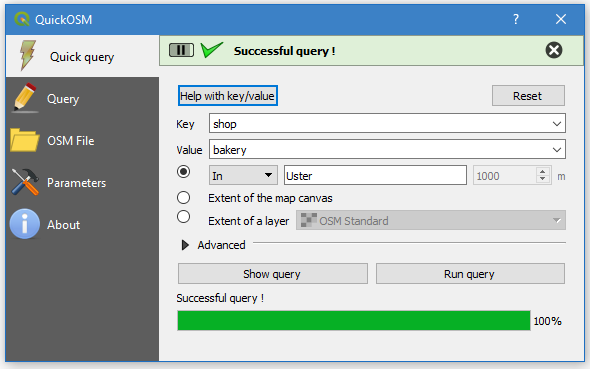 QuickOSM
Quick query
Query
OSM File
Parameters
About
Successful query !
Help with key/value Reset
Key shop
Value bakery
In Uster 1000 m
Extent of the map canvas
Extent of a layer OSM Standard
Advanced
Show query Run query
Successful query !
100%